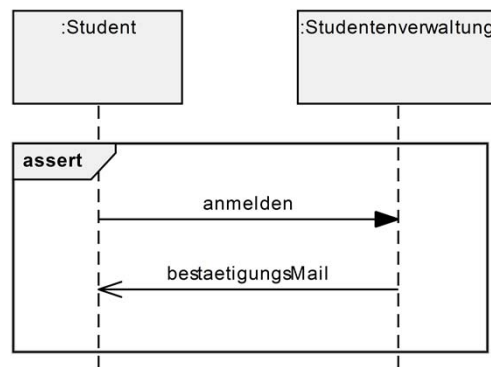 :Student
:Studentenverwaltung
assert
anmelden
bestaetigungsMail